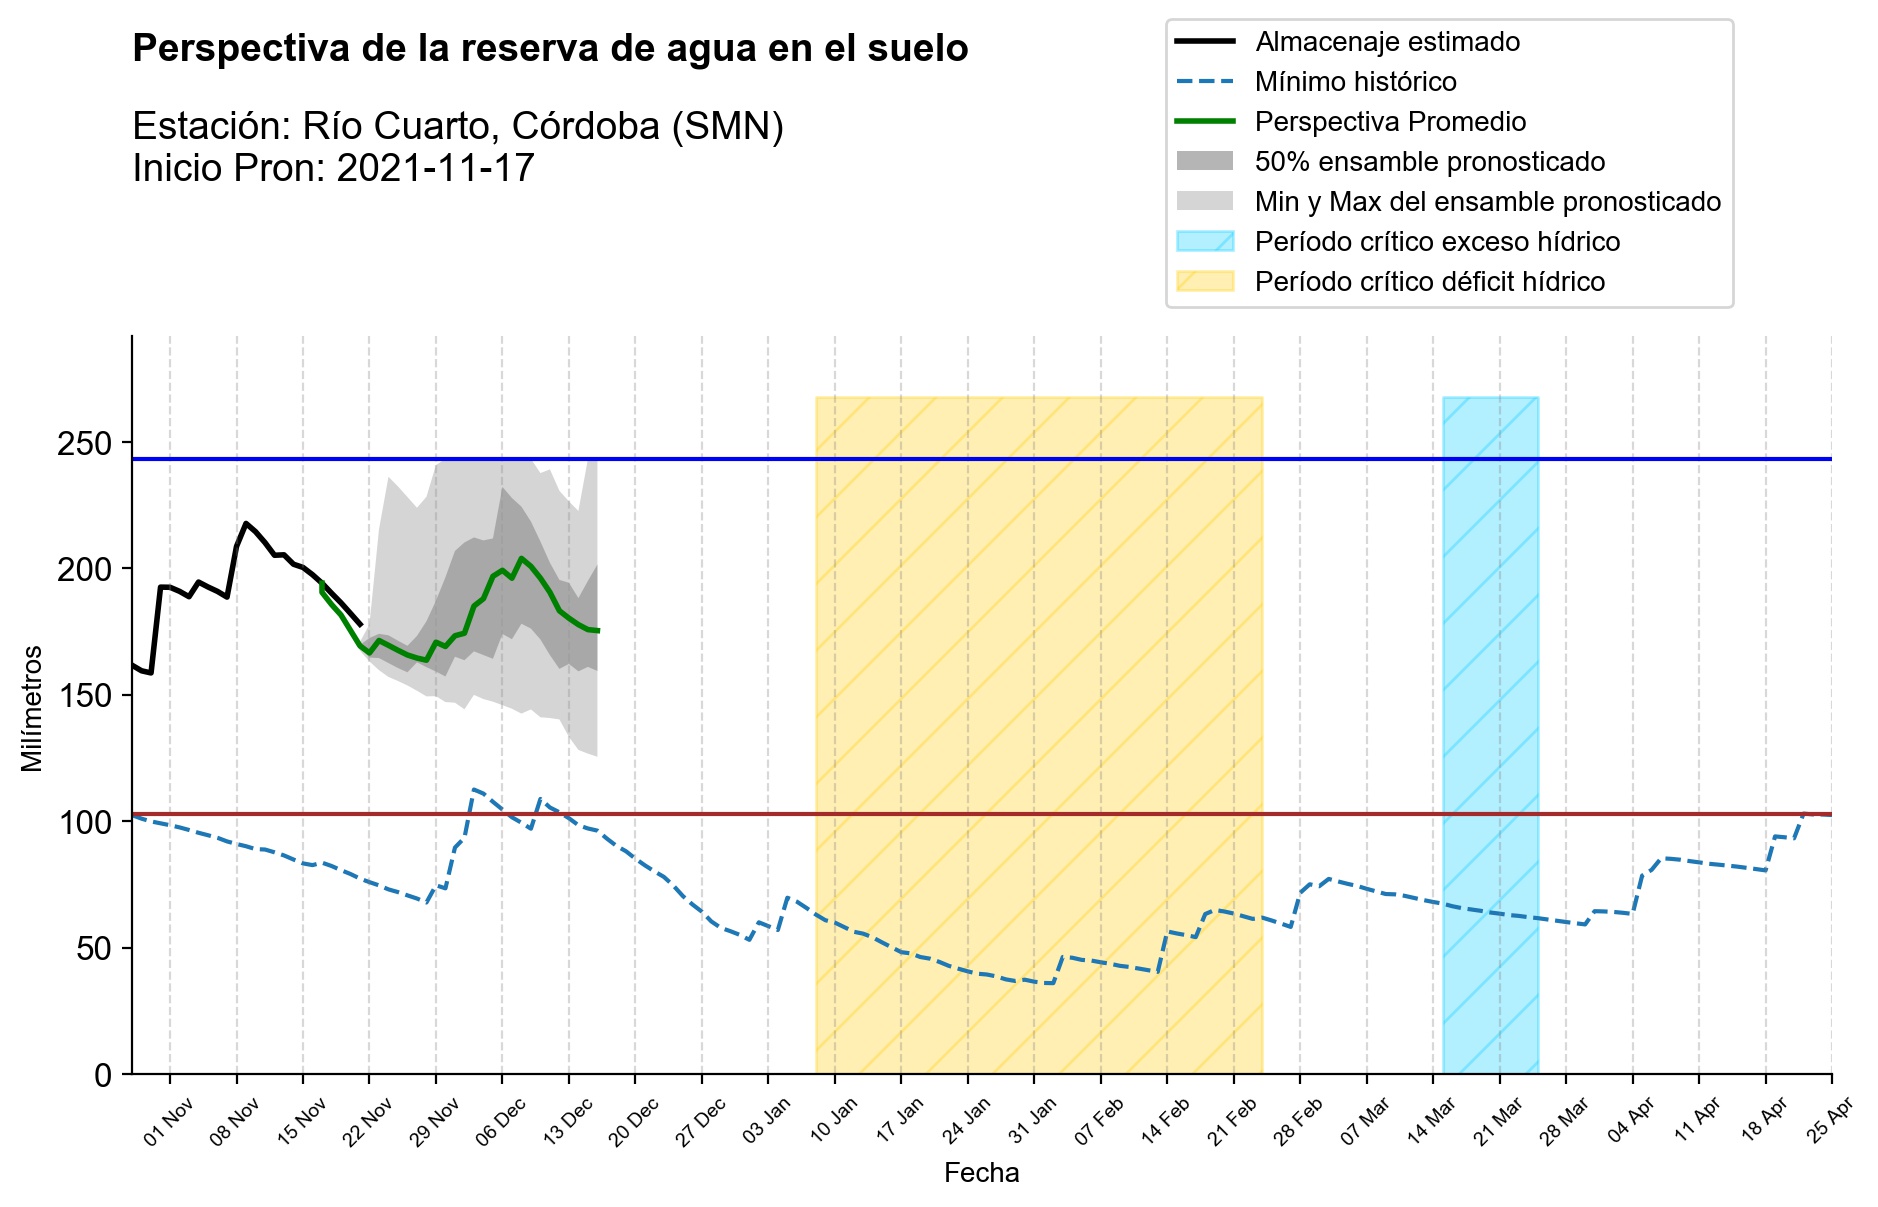 Perspectiva de la reserva de agua en el suelo
Estación: Río Cuarto, Córdoba (SMN)
Inicio Pron: 2021-11-17
Almacenaje estimado
Mínimo histórico
Perspectiva Promedio
50% ensamble pronosticado
Min y Max del ensamble pronosticado
Período crítico exceso hídrico
Período crítico déficit hídrico
250
200
150
100
50
0
Milímetros
01 Nov
08 Nov
15 Nov
22 Nov
29 Nov
06 Dec
13 Dec
20 Dec
27 Dec
03 Jan
10 Jan
17 Jan
24 Jan
31 Jan
07 Feb
14 Feb
21 Feb
28 Feb
07 Mar
14 Mar
21 Mar
28 Mar
04 Apr
11 Apr
18 Apr
25 Apr
Fecha